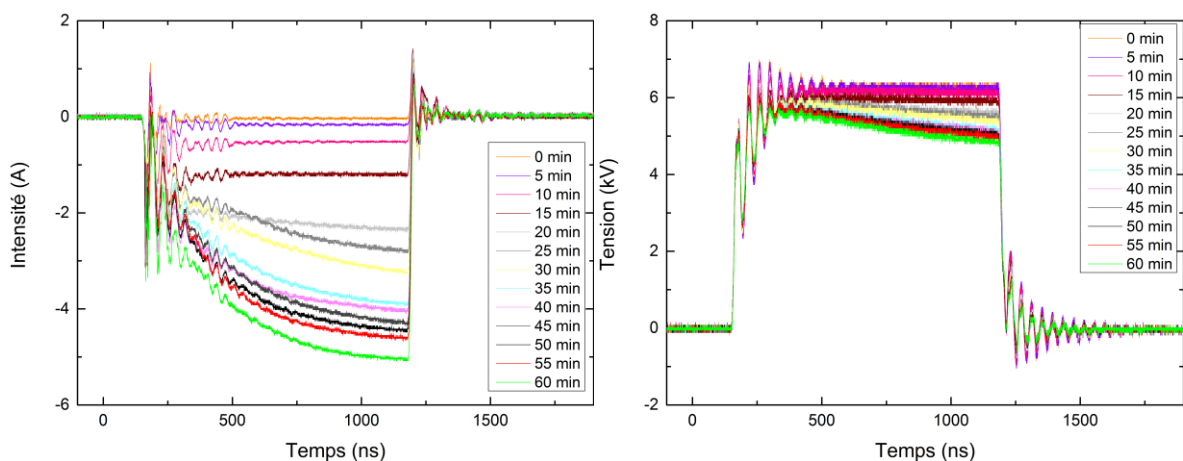 2
0
-2
-4
-6
Intensité (A)
0 500 1000 1500
Temps (ns)
0 min
5 min
10 min
15 min
20 min
25 min
30 min
35 min
40 min
45 min
50 min
55 min
60 min
8
6
4
2
0
-2
Tension (kV)
0 500 1000 1500
Temps (ns)
0 min
5 min
10 min
15 min
20 min
25 min
30 min
35 min
40 min
45 min
50 min
55 min
60 min